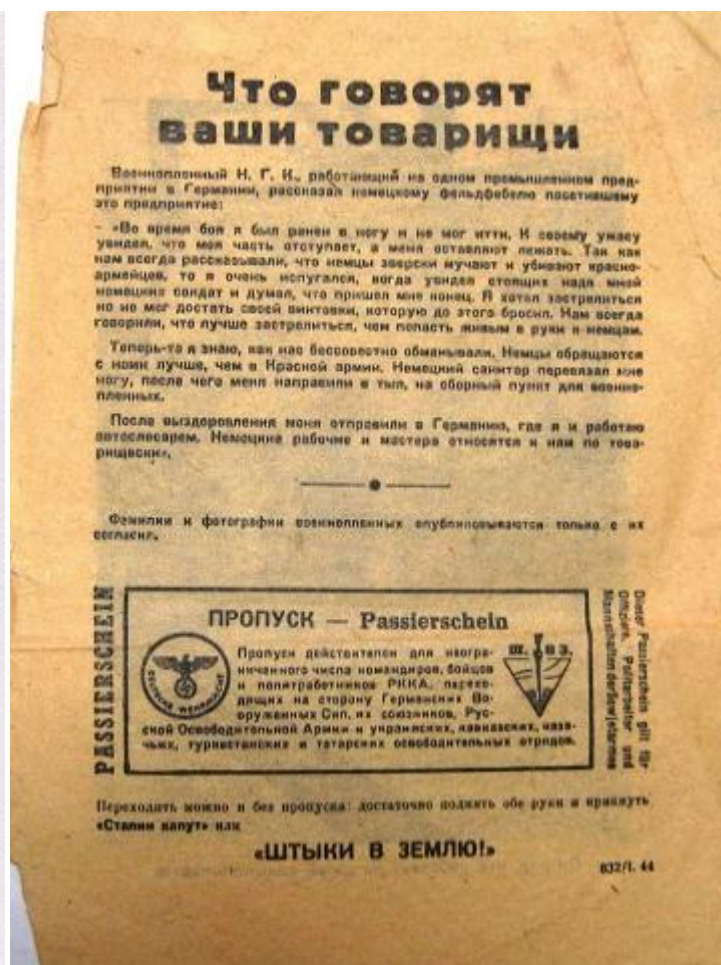 Что говорят
ваши товарищи
Военнопленный Н. Г. К., работающий на одном промышленном пред-
приятии в Германии, рассказал немецкому фельдфебелю посетившему
это предприятие:
- «Во время боя я был ранен в ногу и не мог итти. К своему ужасу
увидел, что моя часть отступает, а меня оставляют лежать. Так как
нам всегда рассказывали, что немцы зверски мучают и убивают красно-
армейцев, то я очень испугался, когда увидел стоящих надо мной
немецких солдат и думал, что пришел мне конец. Я хотел застрелиться
но не мог достать своей винтовки, которую до этого бросил. Нам всегда
говорили, что лучше застрелиться, чем попасть живым в руки к немцам.
Теперь-то я знаю, как нас бессовестно обманывали. Немцы обращаются
с нами лучше, чем в Красной армии. Немецкий санитар перевязал мне
ногу, после чего меня направили в тыл, на сборный пункт для военно-
пленных.
После выздоровления меня отправили в Германию, где я и работаю
автослесарем. Немецкие рабочие и мастера относятся к нам по това-
рищески».
Фамилии и фотографии военнопленных опубликовываются только с их
согласия.
PASSIERSCHEIN
ПРОПУСК — Passierschein
DEUTSCHE WEHRMACHT
Пропуск действителен для неогра-
ниченного числа командиров, бойцов
и политработников РККА, перехо-
дящих на сторону Германских Во-
оруженных Сил, их союзников, Рус-
ской Освободительной Армии и украинских, кавказских, каза-
чьих, туркестанских и татарских освободительных отрядов.
Ш. В З.
Dieser Passierschein gilt für
Offiziere, Politarbeiter und
Mannschaften der Sowjetarmee
Переходить можно и без пропуска: достаточно поднять обе руки и крикнуть
«Сталин капут» или
«ШТЫКИ В ЗЕМЛЮ!»
832/I. 44